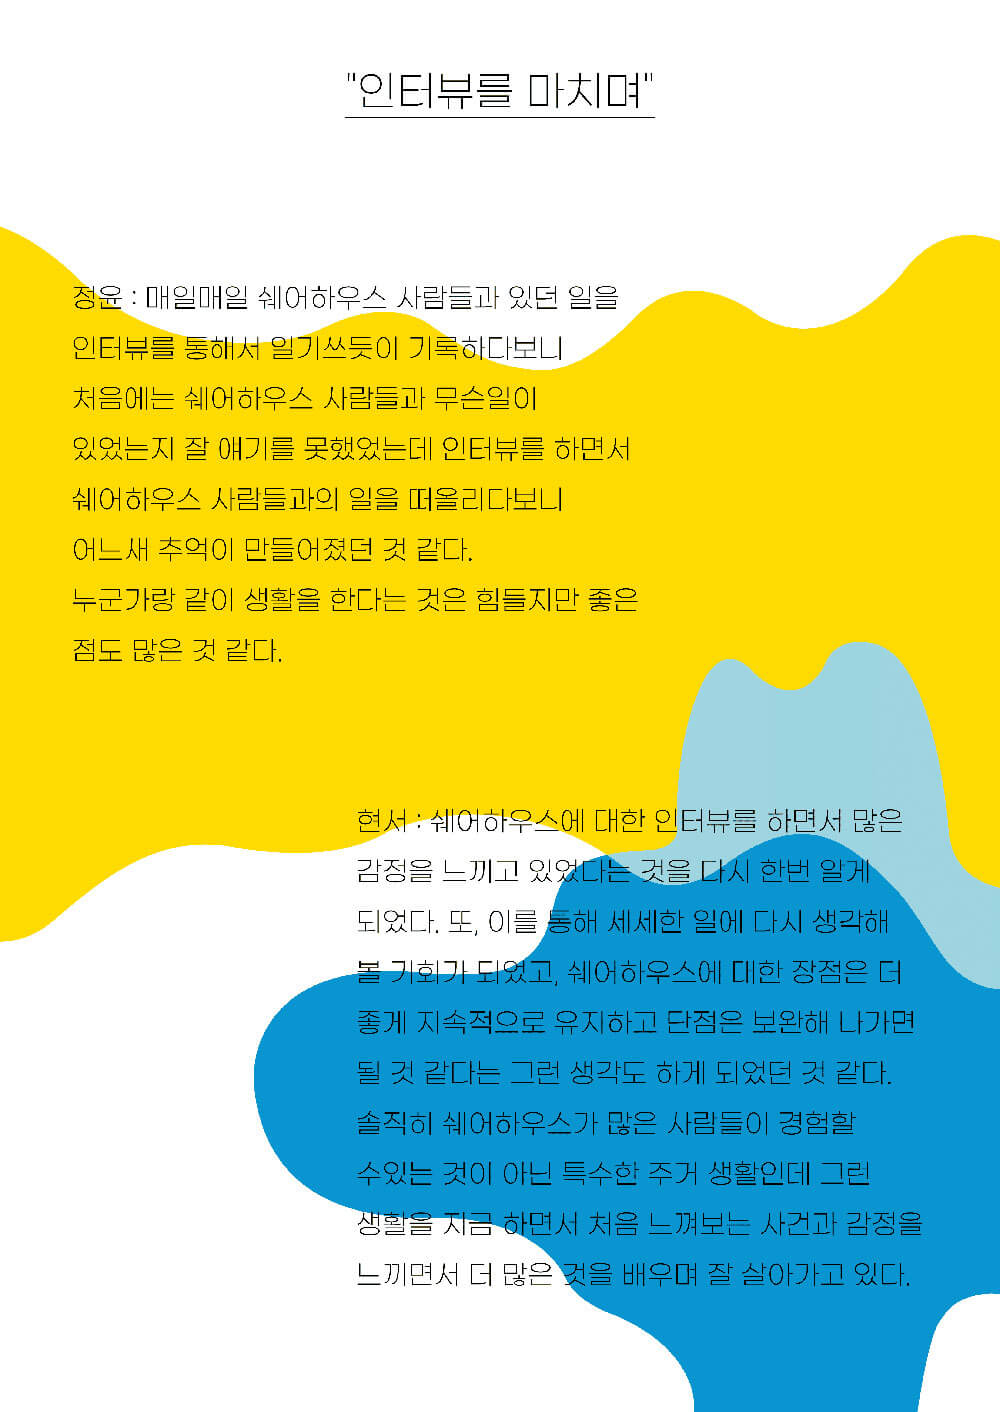 "인터뷰를 마치며"
정윤 : 매일매일 쉐어하우스 사람들과 있던 일을
인터뷰를 통해서 일기쓰듯이 기록하다보니
처음에는 쉐어하우스 사람들과 무슨일이
있었는지 잘 얘기를 못했었는데 인터뷰를 하면서
쉐어하우스 사람들과의 일을 떠올리다보니
어느새 추억이 만들어졌던 것 같다.
누군가랑 같이 생활을 한다는 것은 힘들지만 좋은
점도 많은 것 같다.
현서 : 쉐어하우스에 대한 인터뷰를 하면서 많은
감정을 느끼고 있었다는 것을 다시 한번 알게
되었다. 또, 이를 통해 세세한 일에 다시 생각해
볼 기회가 되었고, 쉐어하우스에 대한 장점은 더
좋게 지속적으로 유지하고 단점은 보완해 나가면
될 것 같다는 그런 생각도 하게 되었던 것 같다.
솔직히 쉐어하우스가 많은 사람들이 경험할
수있는 것이 아닌 특수한 주거 생활인데 그런
생활을 지금 하면서 처음 느껴보는 사건과 감정을
느끼면서 더 많은 것을 배우며 잘 살아가고 있다.